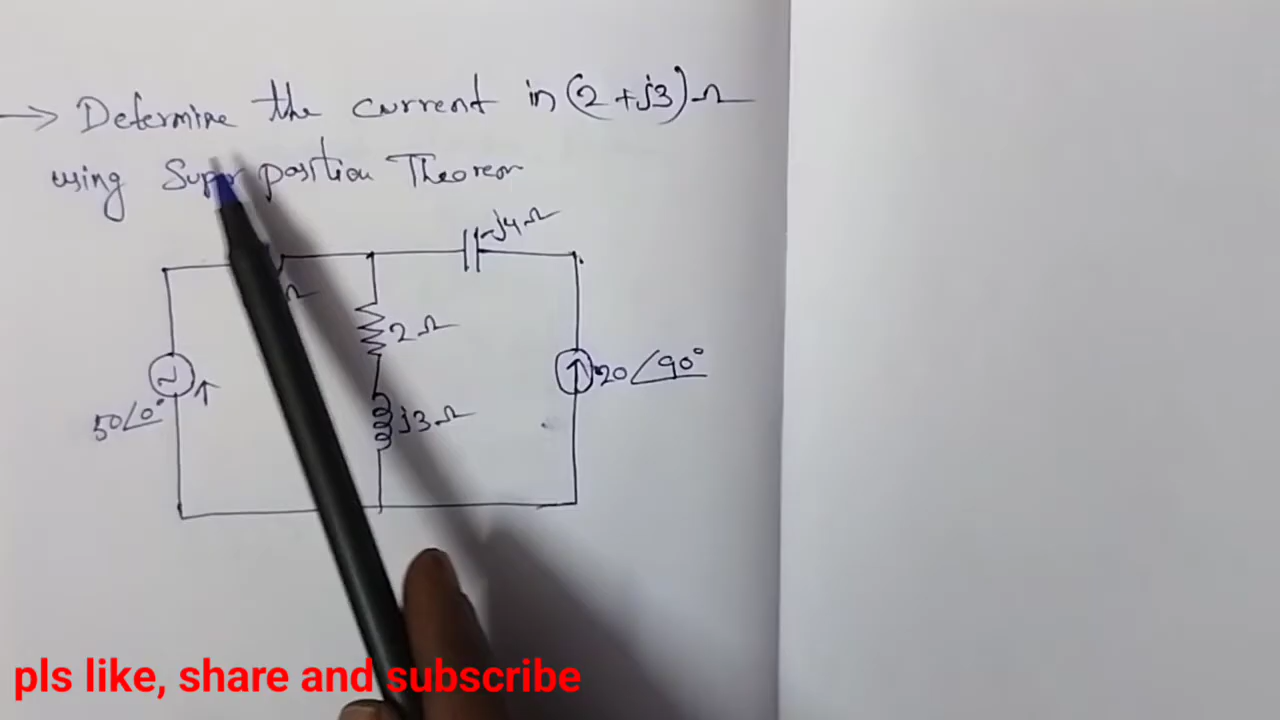 → Determine the current in (2+j3)Ω
using Superposition Theorem
-j4Ω
Ω
2Ω
20∠90°
50∠0°
j3Ω
pls like, share and subscribe